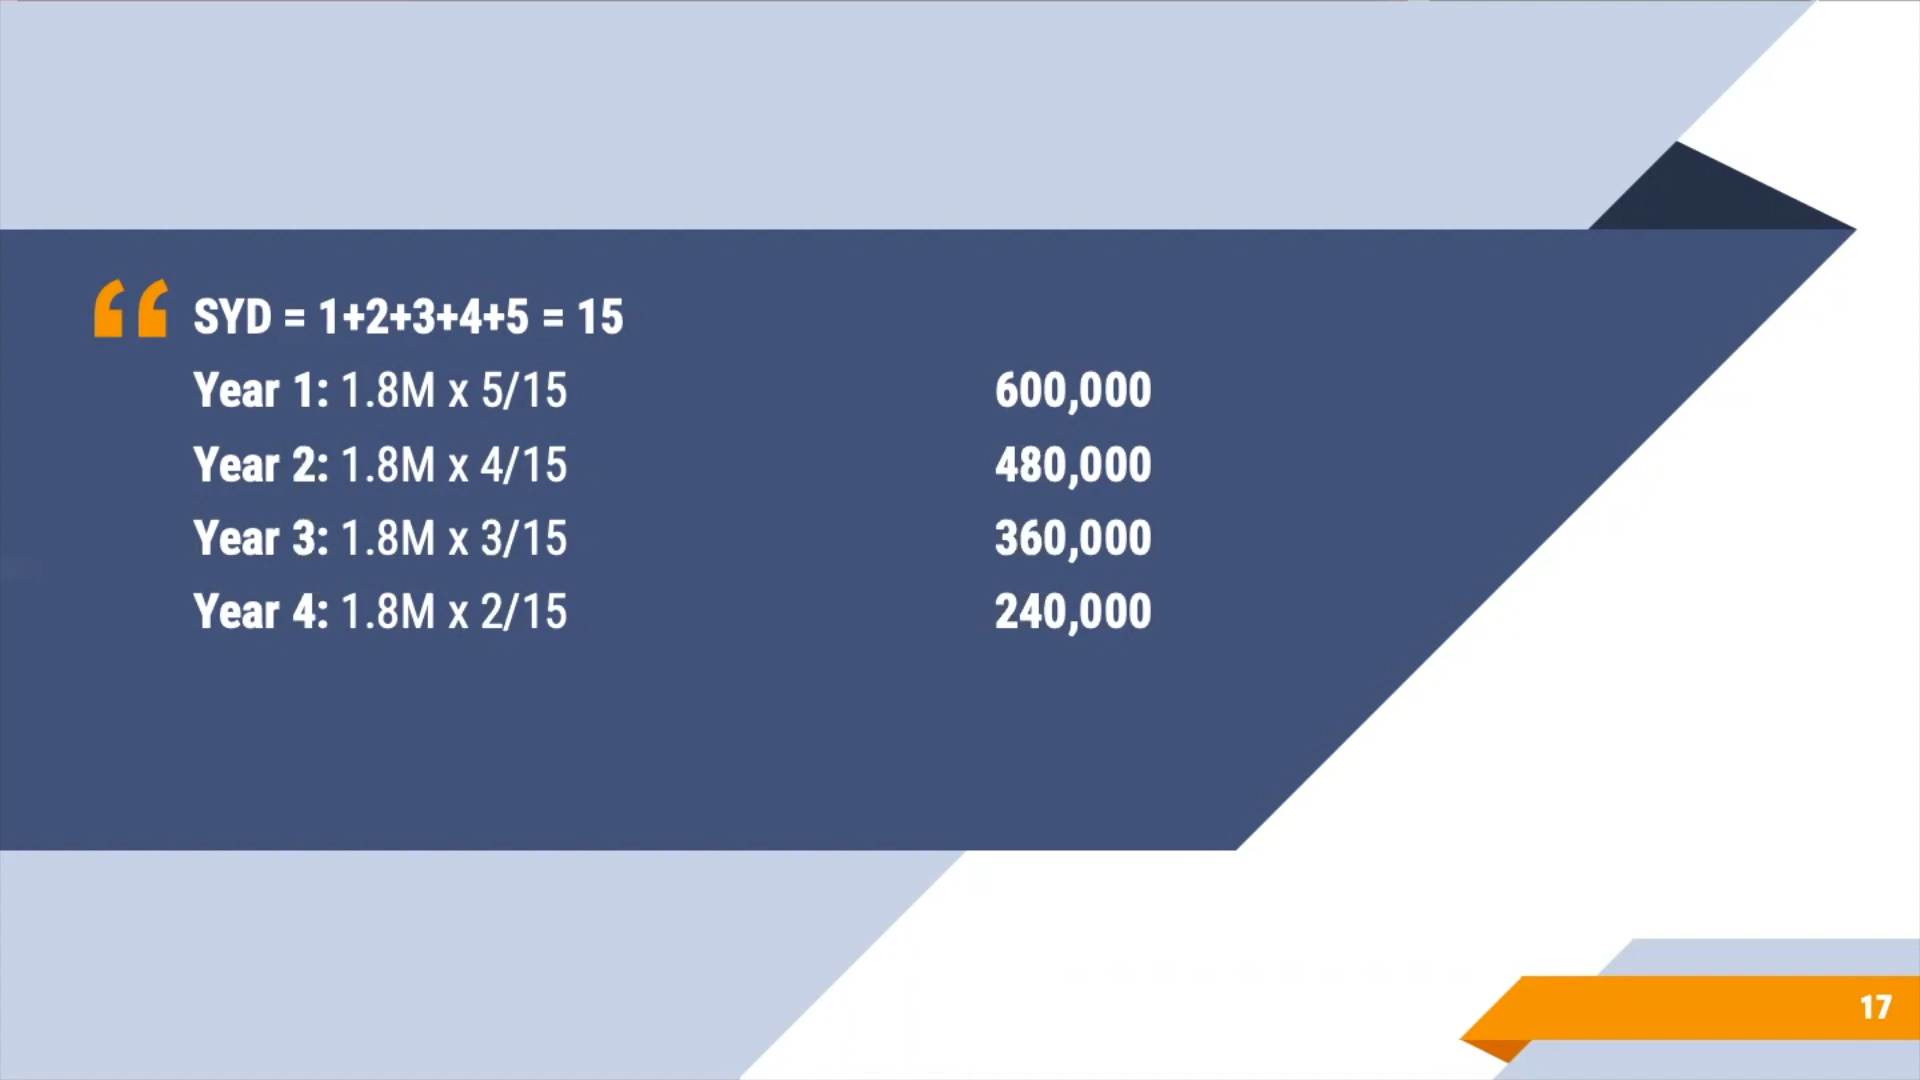 “ SYD = 1+2+3+4+5 = 15
Year 1: 1.8M x 5/15 600,000
Year 2: 1.8M x 4/15 480,000
Year 3: 1.8M x 3/15 360,000
Year 4: 1.8M x 2/15 240,000
17